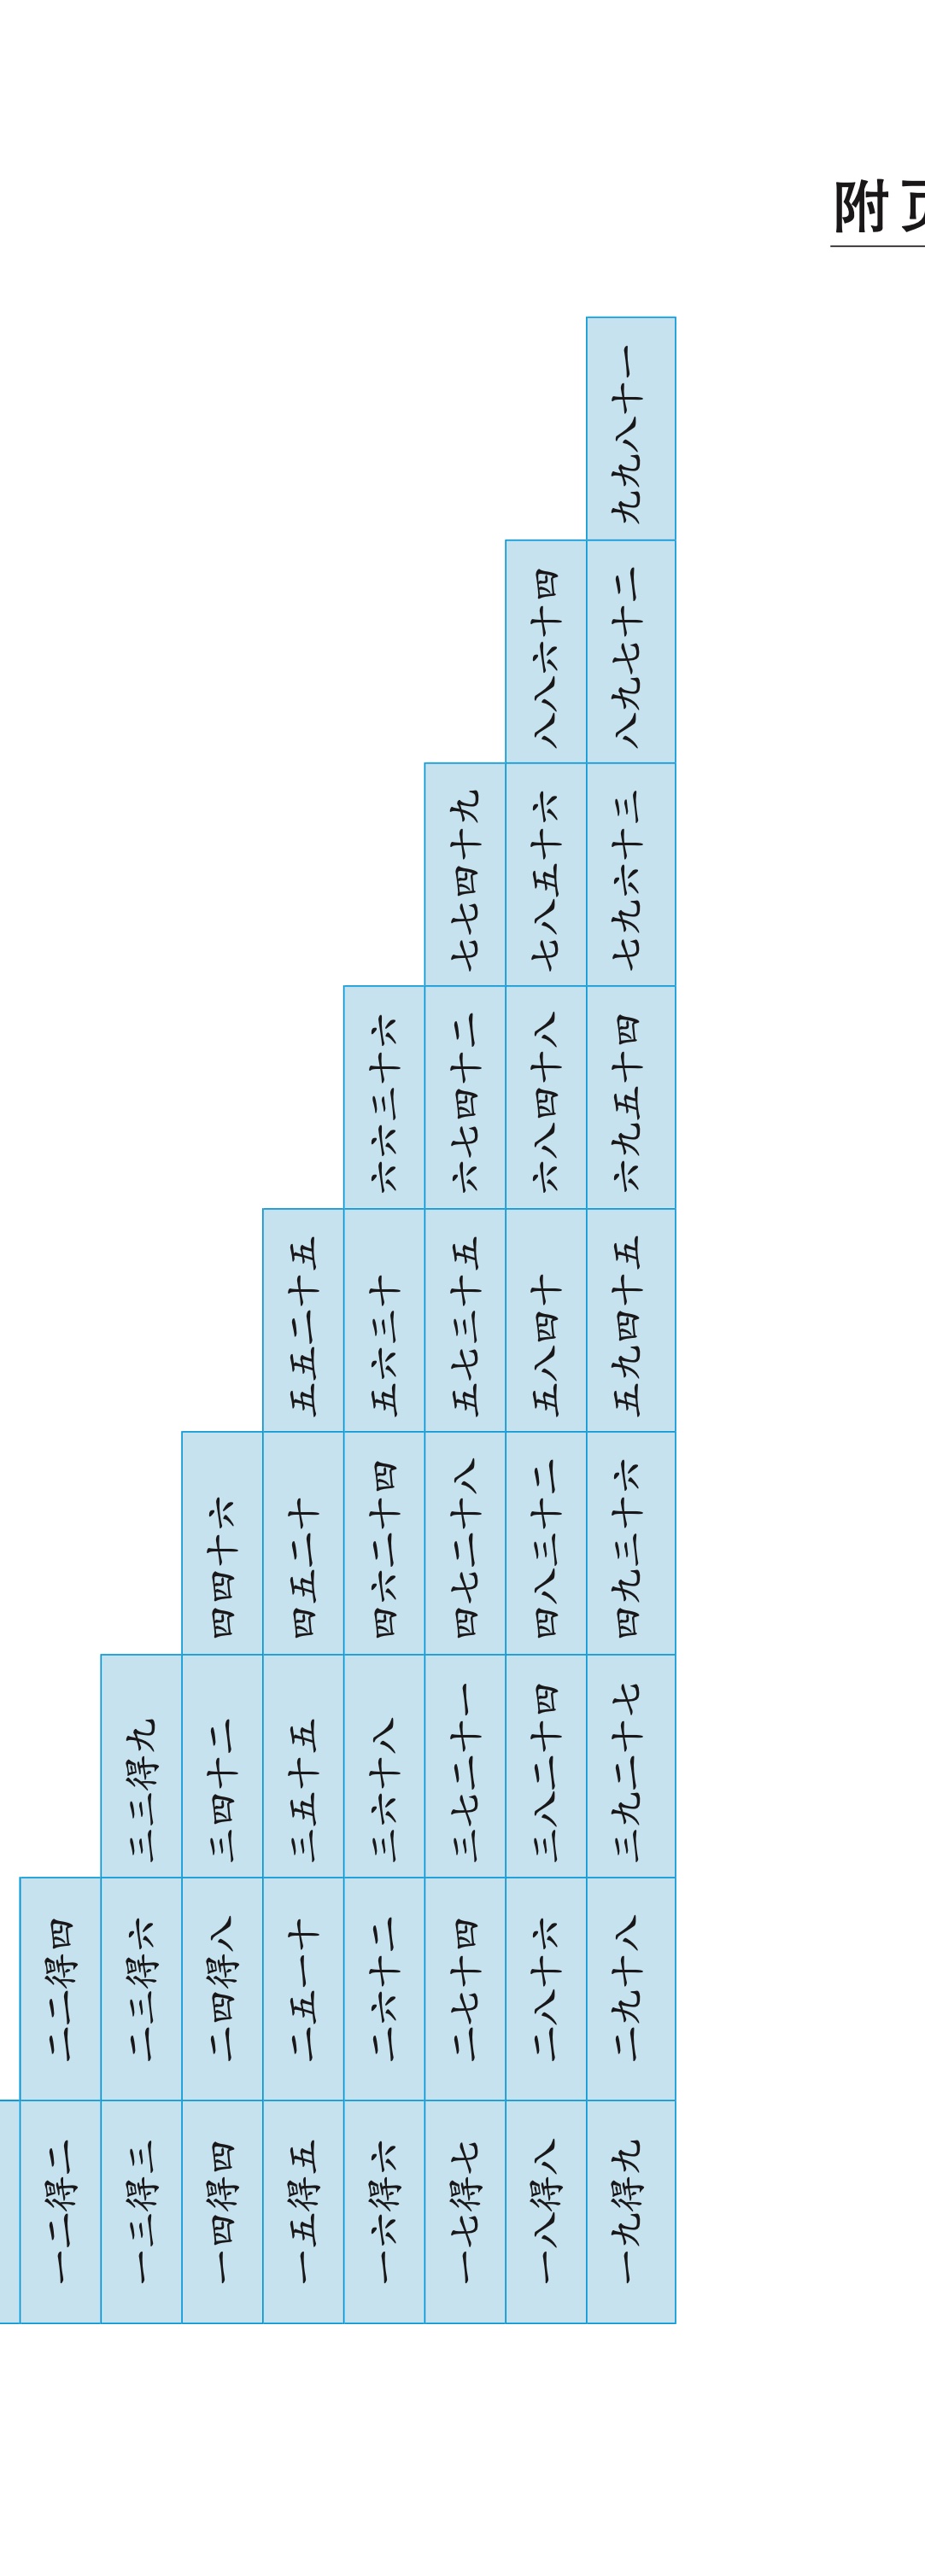 附
一二得二 二二得四
一三得三 二三得六 三三得九
一四得四 二四得八 三四十二 四四十六
一五得五 二五一十 三五十五 四五二十 五五二十五
一六得六 二六十二 三六十八 四六二十四 五六三十 六六三十六
一七得七 二七十四 三七二十一 四七二十八 五七三十五 六七四十二 七七四十九
一八得八 二八十六 三八二十四 四八三十二 五八四十 六八四十八 七八五十六 八八六十四
一九得九 二九十八 三九二十七 四九三十六 五九四十五 六九五十四 七九六十三 八九七十二 九九八十一